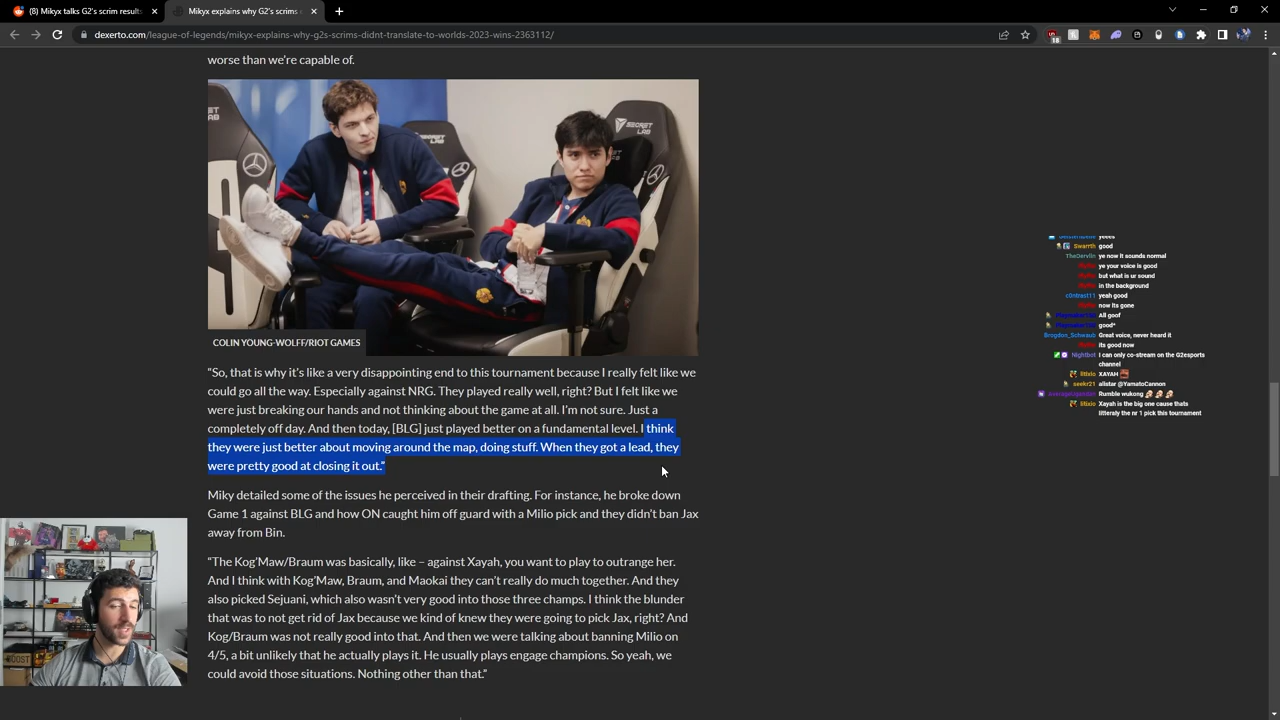 (8) Mikyx talks G2's scrim results
Mikyx explains why G2's scrims
dexerto.com/league-of-legends/mikyx-explains-why-g2s-scrims-didnt-translate-to-worlds-2023-wins-2363112/
18
worse than we're capable of.
SECRET LAB
COLIN YOUNG-WOLFF/RIOT GAMES
“So, that is why it’s like a very disappointing end to this tournament because I really felt like we
could go all the way. Especially against NRG. They played really well, right? But I felt like we
were just breaking our hands and not thinking about the game at all. I’m not sure. Just a
completely off day. And then today, [BLG] just played better on a fundamental level. I think
they were just better about moving around the map, doing stuff. When they got a lead, they
were pretty good at closing it out.”
Miky detailed some of the issues he perceived in their drafting. For instance, he broke down
Game 1 against BLG and how ON caught him off guard with a Milio pick and they didn’t ban Jax
away from Bin.
“The Kog’Maw/Braum was basically, like – against Xayah, you want to play to outrange her.
And I think with Kog’Maw, Braum, and Maokai they can’t really do much together. And they
also picked Sejuani, which also wasn’t very good into those three champs. I think the blunder
that was to not get rid of Jax because we kind of knew they were going to pick Jax, right? And
Kog/Braum was not really good into that. And then we were talking about banning Milio on
4/5, a bit unlikely that he actually plays it. He usually plays engage champions. So yeah, we
could avoid those situations. Nothing other than that.”
yeees
Swarrth good
TheDervlin ye now it sounds normal
ye your voice is good
but what is ur sound
in the background
c0ntrast11 yeah good
now its gone
All goof
good*
Brogdon_Schwaub Great voice, never heard it
its good now
Nightbot I can only co-stream on the G2esports
channel
litixio XAYAH
seekr21 alistar @YamatoCannon
Rumble wukong
litixio Xayah is the big one cause thats
litteraly the nr 1 pick this tournament